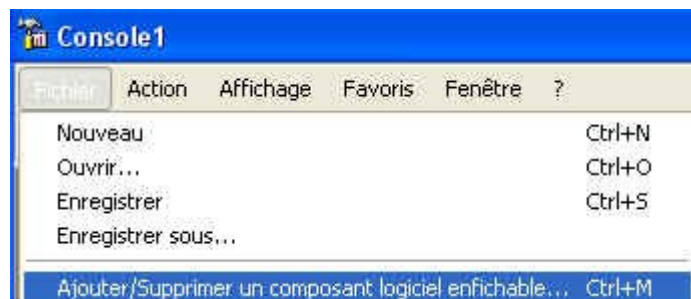 Console1
Fichier Action Affichage Favoris Fenêtre ?
Nouveau Ctrl+N
Ouvrir... Ctrl+O
Enregistrer Ctrl+S
Enregistrer sous...
Ajouter/Supprimer un composant logiciel enfichable... Ctrl+M